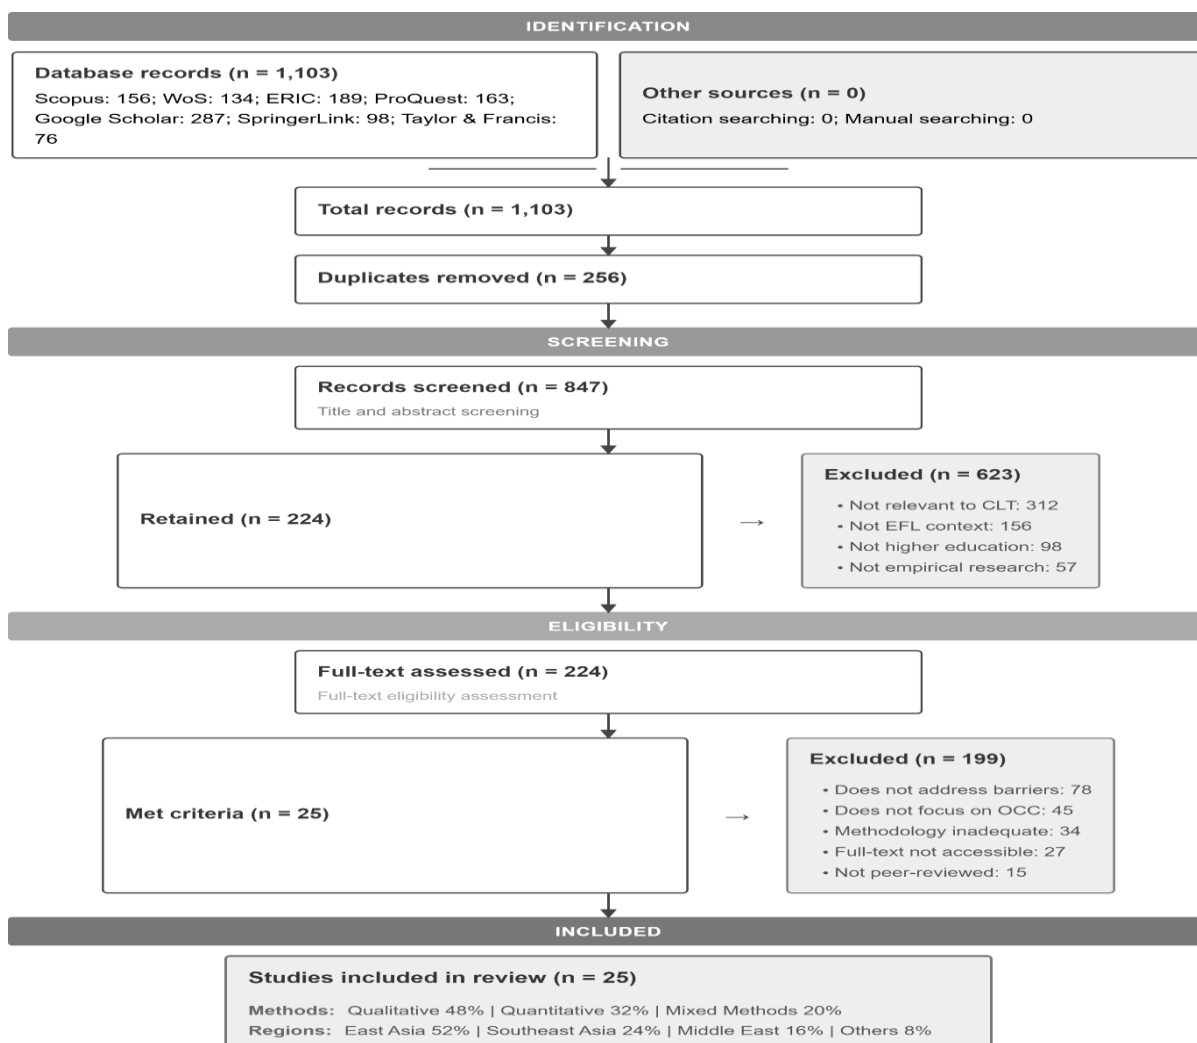 IDENTIFICATION
Database records (n = 1,103)
Scopus: 156; WoS: 134; ERIC: 189; ProQuest: 163;
Google Scholar: 287; SpringerLink: 98; Taylor & Francis:
76
Other sources (n = 0)
Citation searching: 0; Manual searching: 0
Total records (n = 1,103)
Duplicates removed (n = 256)
SCREENING
Records screened (n = 847)
Title and abstract screening
Retained (n = 224)
→
Excluded (n = 623)
• Not relevant to CLT: 312
• Not EFL context: 156
• Not higher education: 98
• Not empirical research: 57
ELIGIBILITY
Full-text assessed (n = 224)
Full-text eligibility assessment
Met criteria (n = 25)
→
Excluded (n = 199)
• Does not address barriers: 78
• Does not focus on OCC: 45
• Methodology inadequate: 34
• Full-text not accessible: 27
• Not peer-reviewed: 15
INCLUDED
Studies included in review (n = 25)
Methods: Qualitative 48% | Quantitative 32% | Mixed Methods 20%
Regions: East Asia 52% | Southeast Asia 24% | Middle East 16% | Others 8%